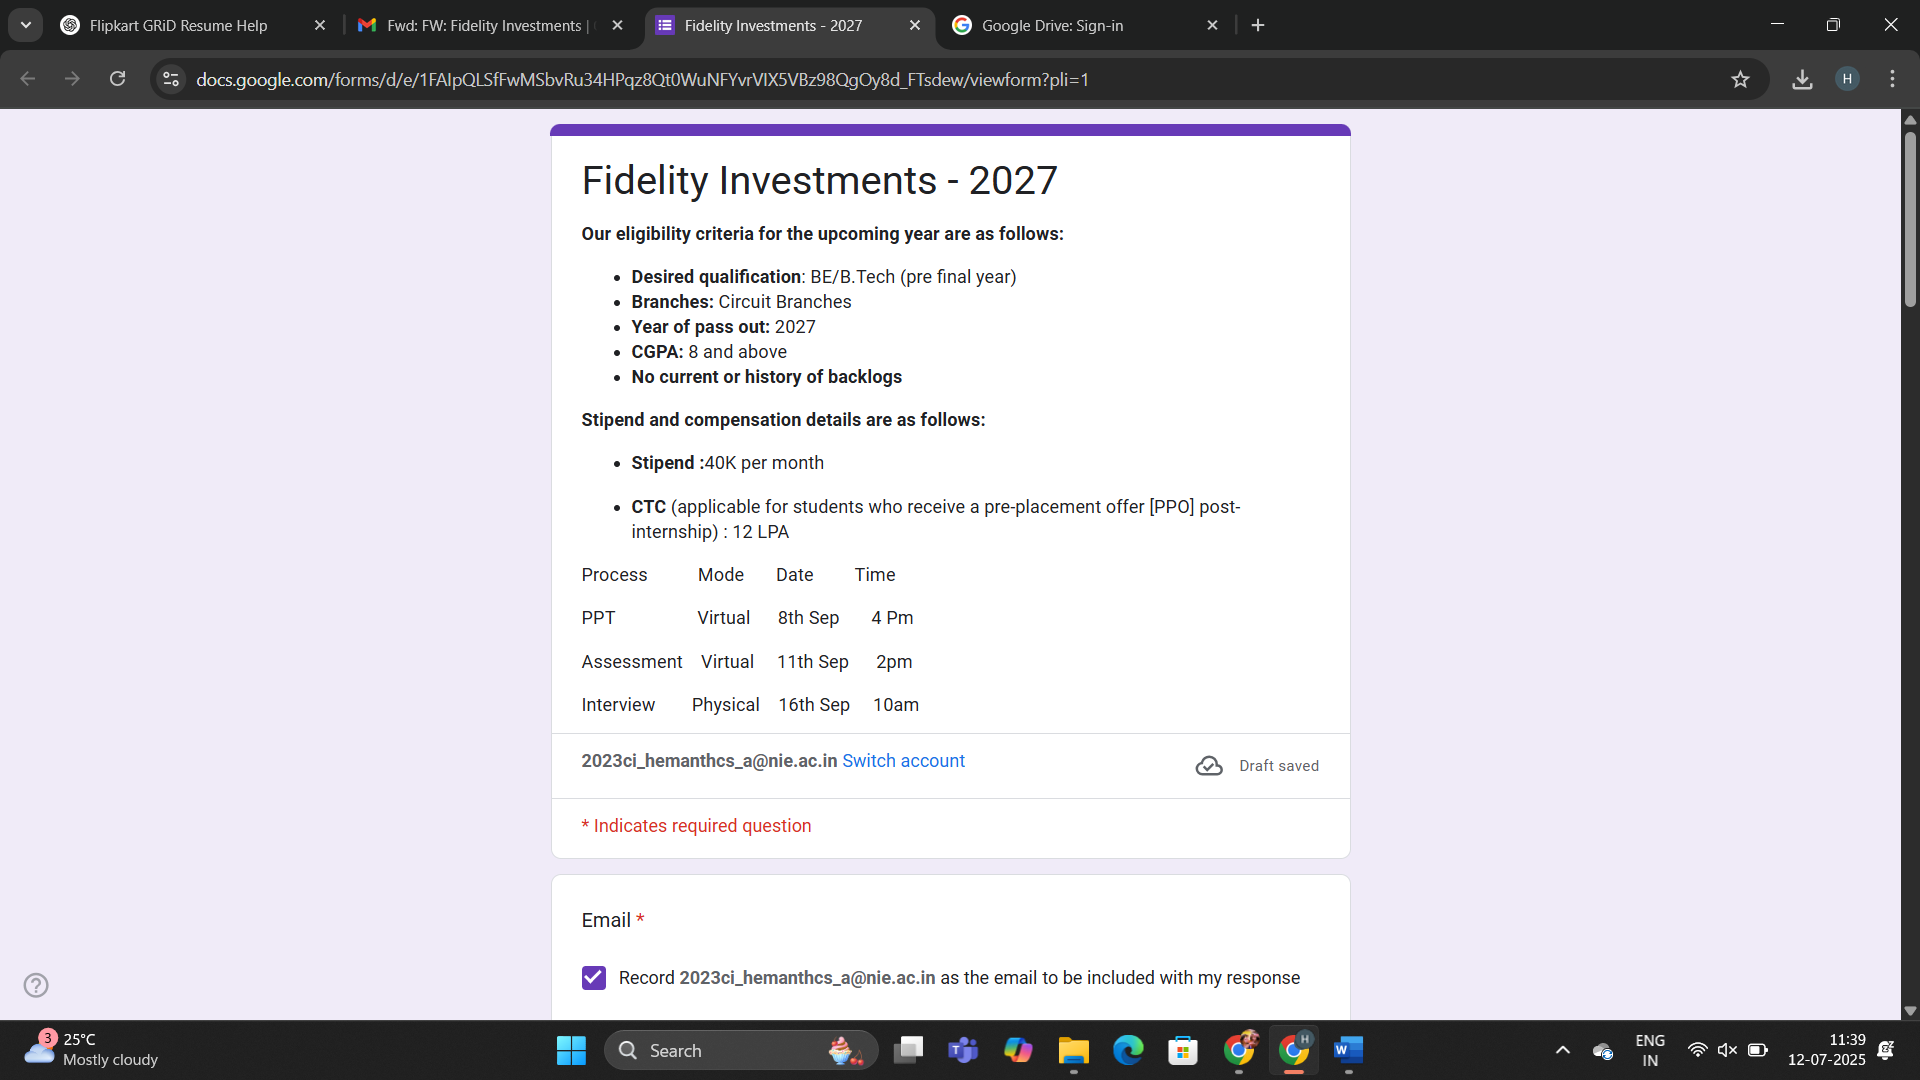 Flipkart GRiD Resume Help
Fwd: FW: Fidelity Investments |
Fidelity Investments - 2027
Google Drive: Sign-in
docs.google.com/forms/d/e/1FAIpQLSfFwMSbvRu34HPqz8Qt0WuNFYvrVIX5VBz98QgOy8d_FTsdew/viewform?pli=1
H
Fidelity Investments - 2027
Our eligibility criteria for the upcoming year are as follows:
• Desired qualification: BE/B.Tech (pre final year)
• Branches: Circuit Branches
• Year of pass out: 2027
• CGPA: 8 and above
• No current or history of backlogs
Stipend and compensation details are as follows:
• Stipend :40K per month
• CTC (applicable for students who receive a pre-placement offer [PPO] post-
internship) : 12 LPA
Process Mode Date Time
PPT Virtual 8th Sep 4 Pm
Assessment Virtual 11th Sep 2pm
Interview Physical 16th Sep 10am
2023ci_hemanthcs_a@nie.ac.in Switch account
Draft saved
* Indicates required question
Email *
Record 2023ci_hemanthcs_a@nie.ac.in as the email to be included with my response
3
25°C
Mostly cloudy
Search
H
ENG
IN
11:39
12-07-2025